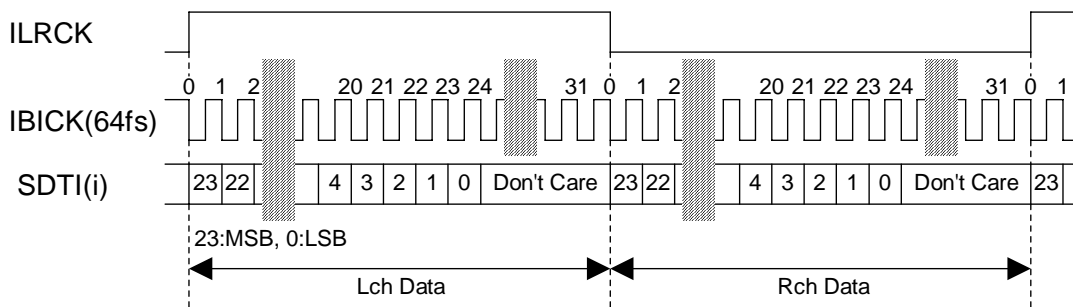 ILRCK
0 1 2 20 21 22 23 24 31 0 1 2 20 21 22 23 24 31 0 1
IBICK(64fs)
SDTI(i) 23 22 4 3 2 1 0 Don't Care 23 22 4 3 2 1 0 Don't Care 23
23:MSB, 0:LSB
Lch Data Rch Data